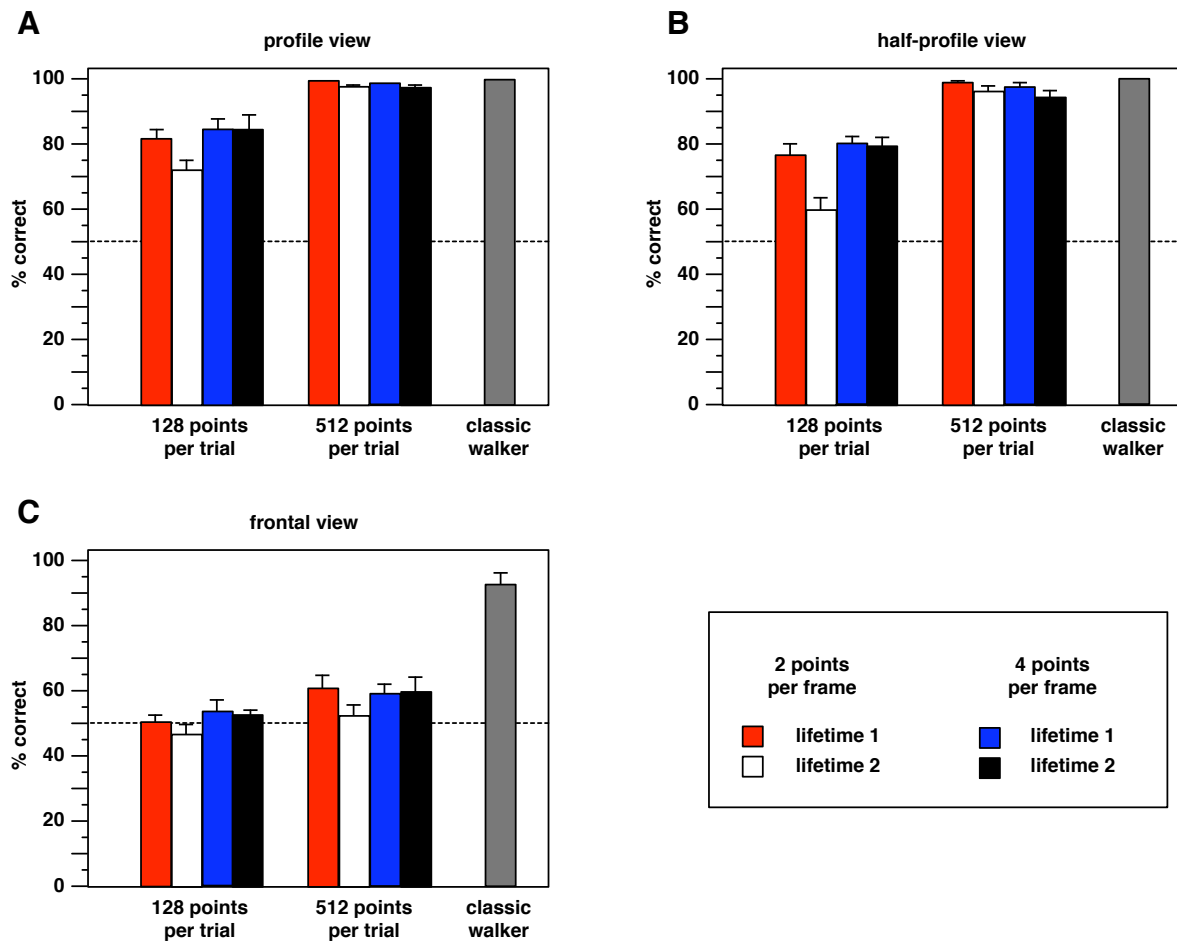 A
profile view
% correct
100
80
60
40
20
0
128 points
per trial
512 points
per trial
classic
walker
B
half-profile view
% correct
100
80
60
40
20
0
128 points
per trial
512 points
per trial
classic
walker
C
frontal view
% correct
100
80
60
40
20
0
128 points
per trial
512 points
per trial
classic
walker
2 points
per frame
lifetime 1
lifetime 2
4 points
per frame
lifetime 1
lifetime 2